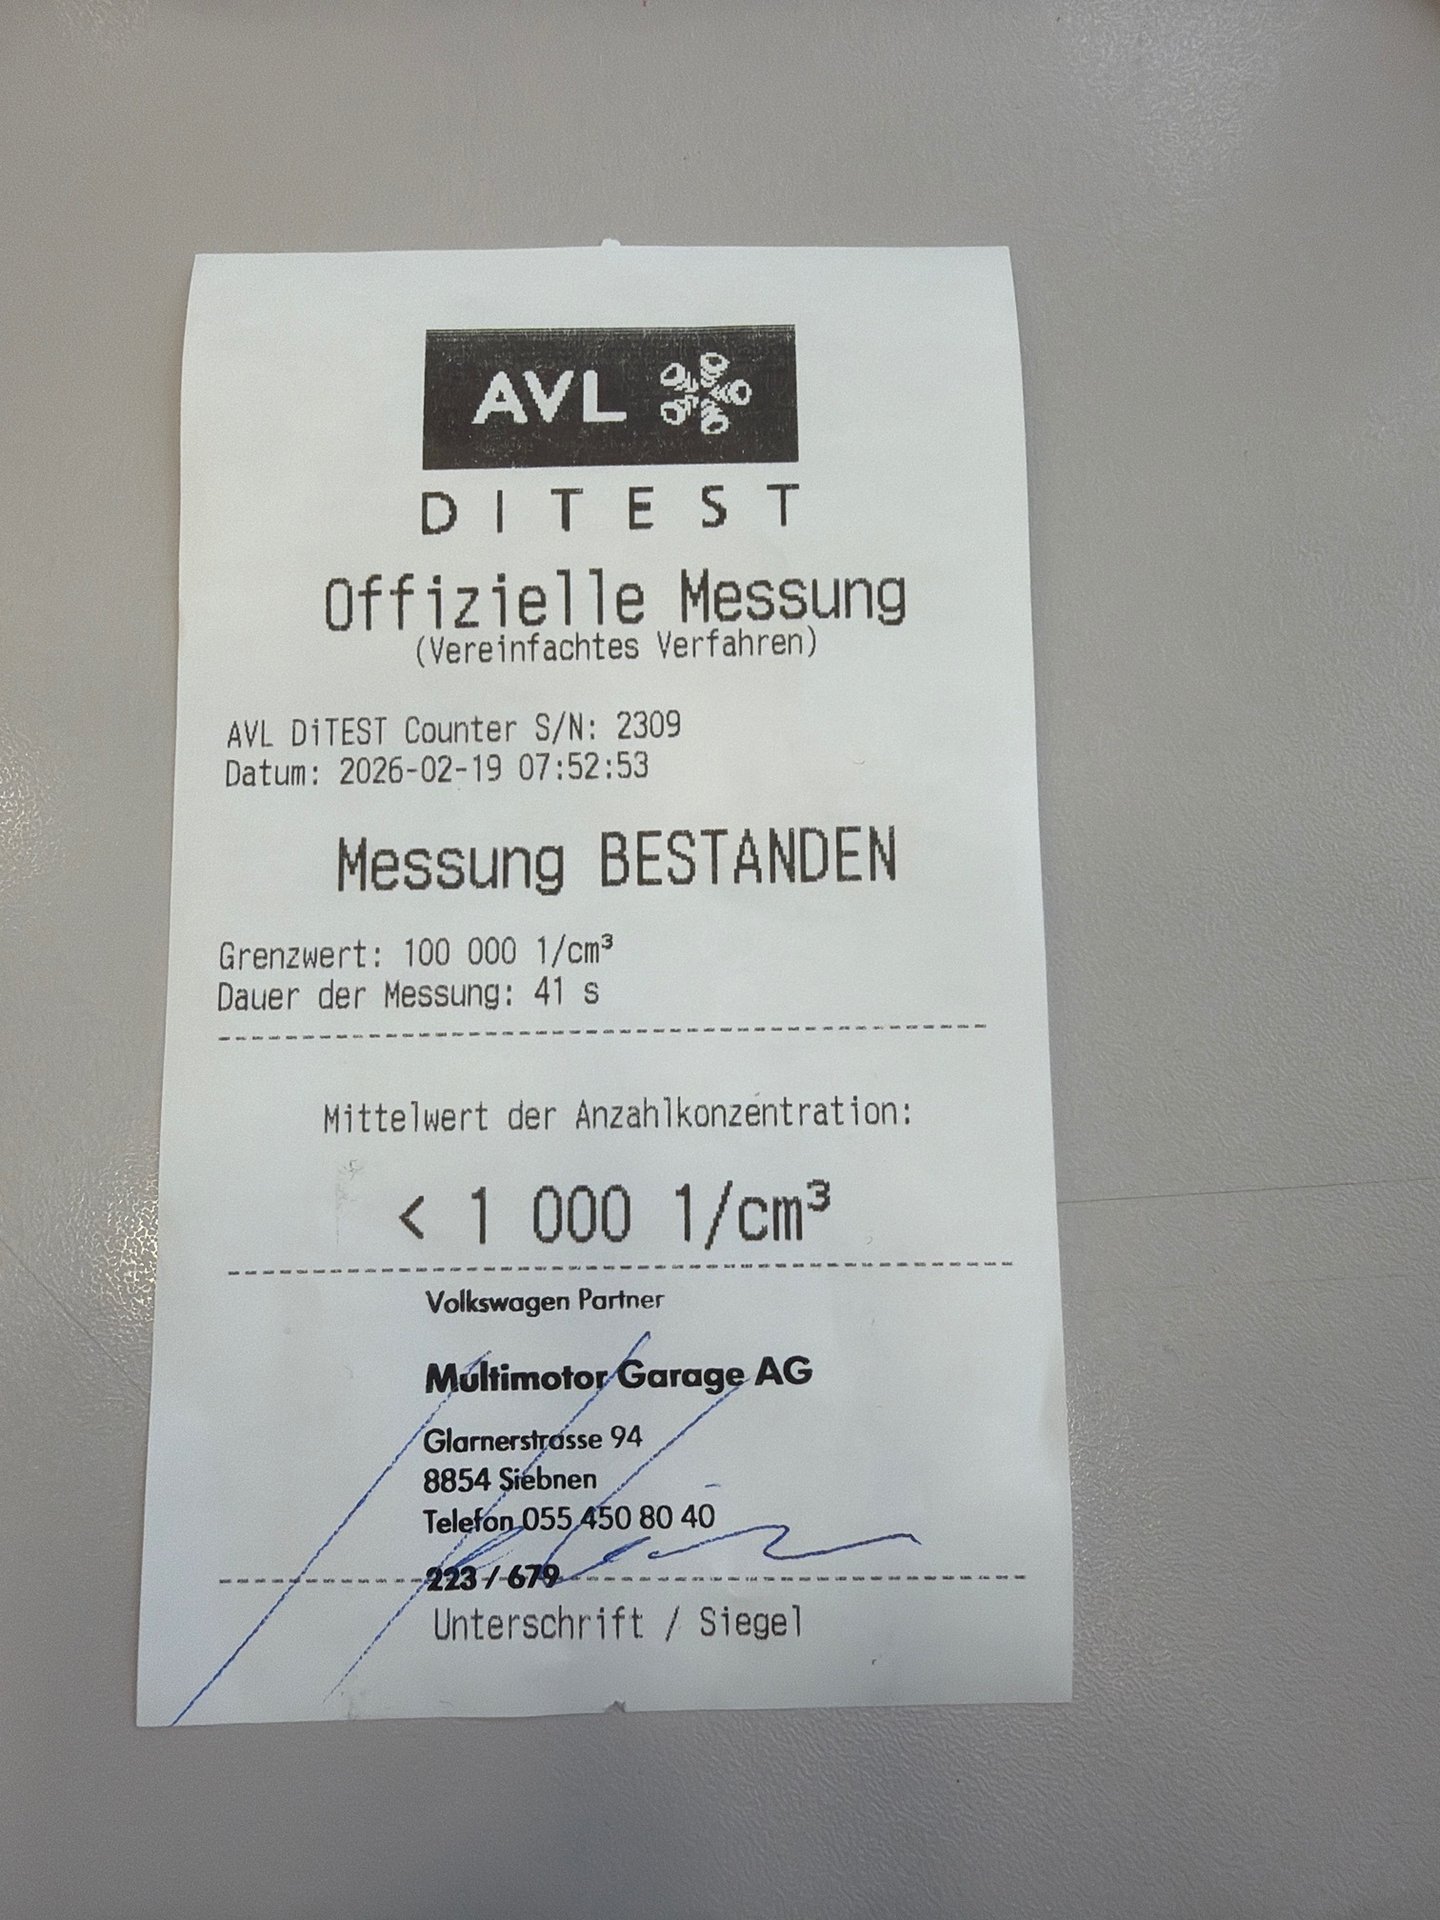 AVL
DITEST
Offizielle Messung
(Vereinfachtes Verfahren)
AVL DiTEST Counter S/N: 2309
Datum: 2026-02-19 07:52:53
Messung BESTANDEN
Grenzwert: 100 000 1/cm³
Dauer der Messung: 41 s
Mittelwert der Anzahlkonzentration:
< 1 000 1/cm³
Volkswagen Partner
Multimotor Garage AG
Glarnerstrasse 94
8854 Siebnen
Telefon 055 450 80 40
223 / 679
Unterschrift / Siegel